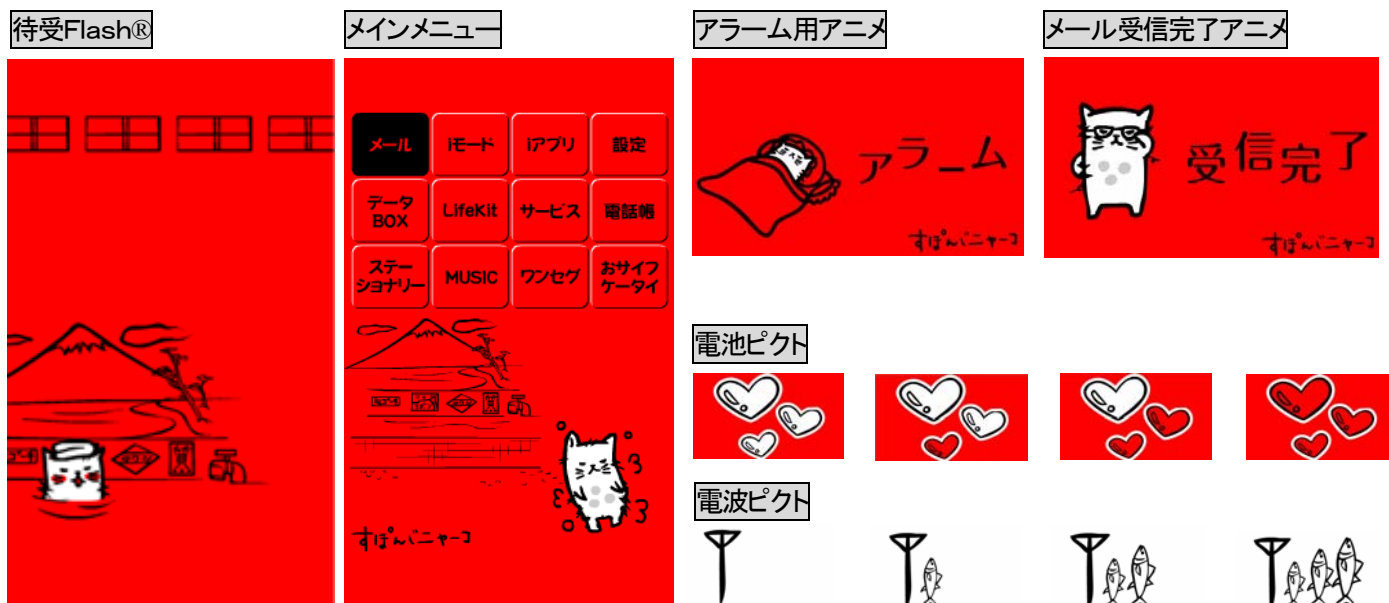 待受Flash®
メインメニュー
アラーム用アニメ
メール受信完了アニメ
メール
iモード
iアプリ
設定
データ
BOX
LifeKit
サービス
電話帳
ステー
ショナリー
MUSIC
ワンセグ
おサイフ
ケータイ
すぽんバニャーコ
アラーム
すぽんバニャーコ
受信完了
すぽんバニャーコ
電池ピクト
電波ピクト